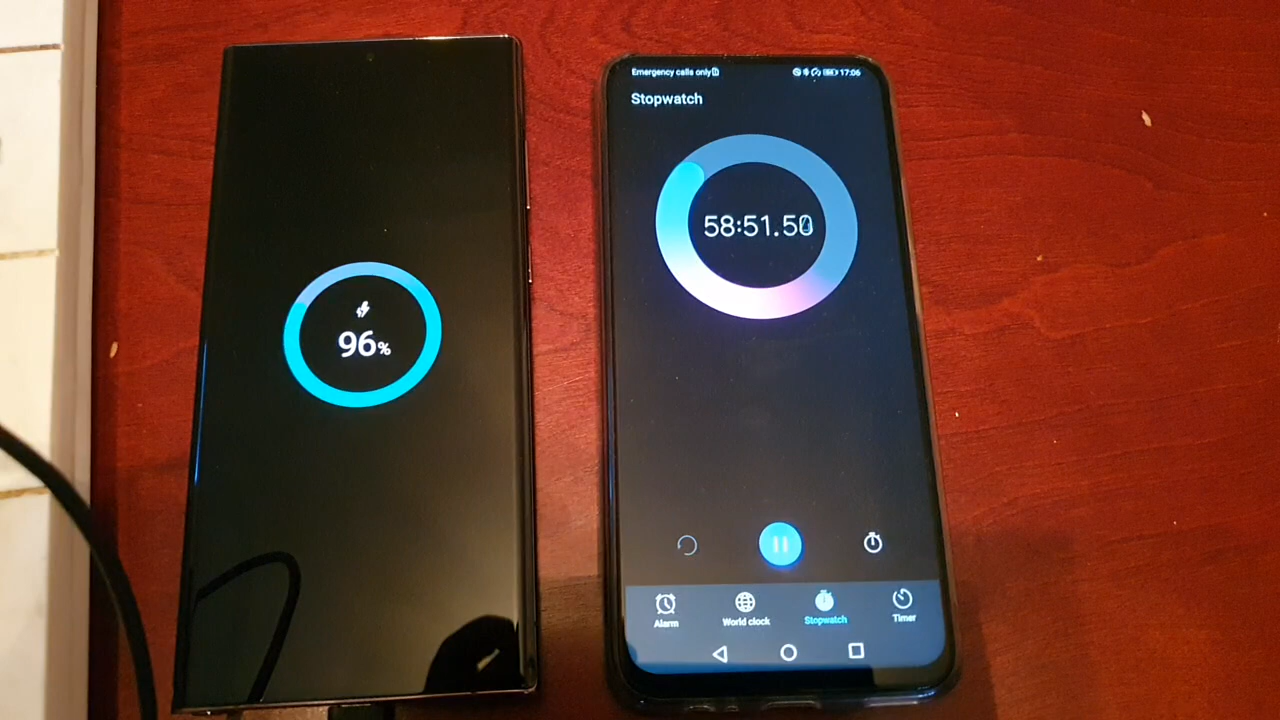 96%
Emergency calls only
17:06
Stopwatch
58:51.50
Alarm
World clock
Stopwatch
Timer